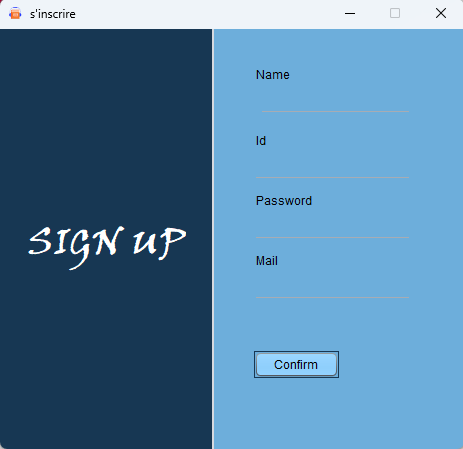 s'inscrire
SIGN UP
Name
Id
Password
Mail
Confirm